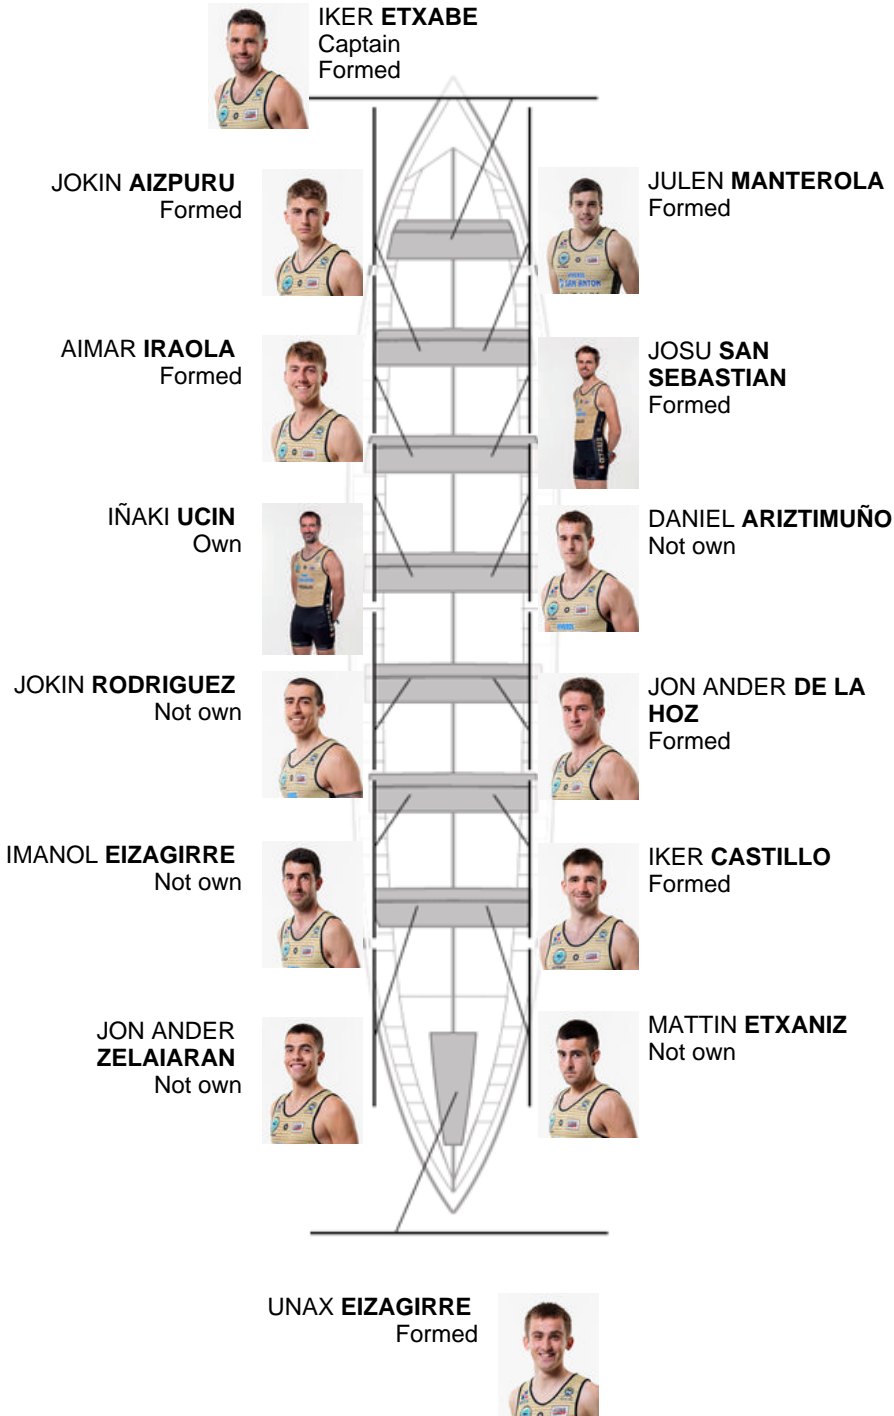 IKER ETXABE
Captain
Formed
JOKIN AIZPURU
Formed
JULEN MANTEROLA
Formed
AIMAR IRAOLA
Formed
JOSU SAN
SEBASTIAN
Formed
IÑAKI UCIN
Own
DANIEL ARIZTIMUÑO
Not own
JOKIN RODRIGUEZ
Not own
JON ANDER DE LA
HOZ
Formed
IMANOL EIZAGIRRE
Not own
IKER CASTILLO
Formed
JON ANDER
ZELAIARAN
Not own
MATTIN ETXANIZ
Not own
UNAX EIZAGIRRE
Formed
SAN ANTON